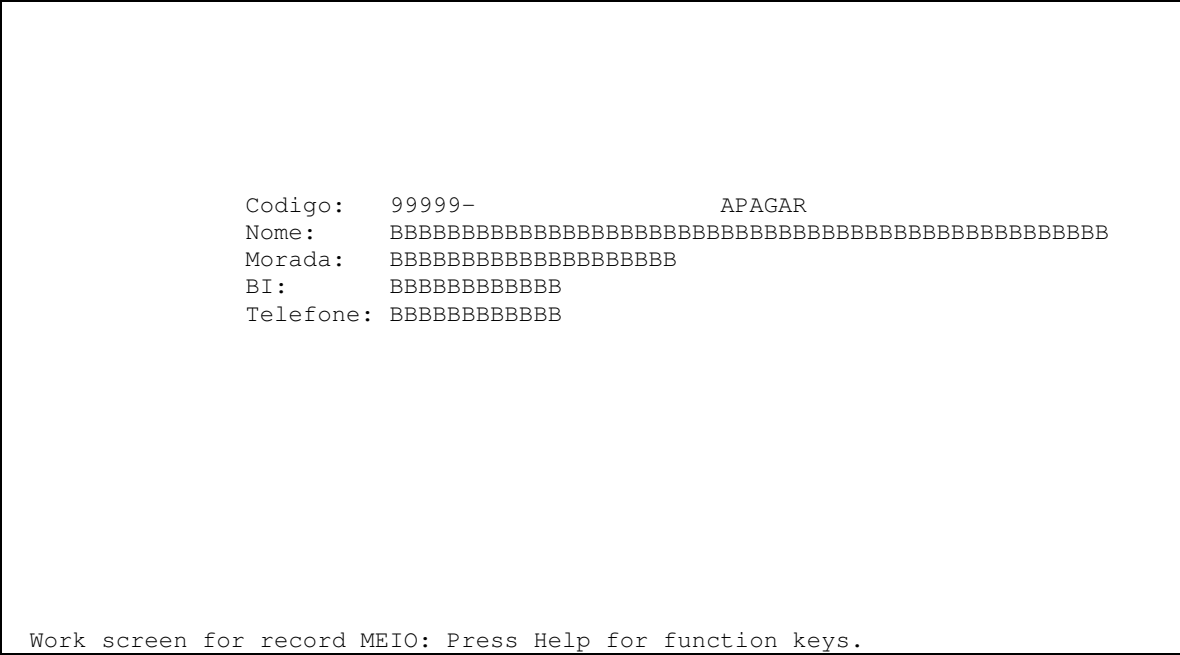 Codigo: 99999- APAGAR
Nome: BBBBBBBBBBBBBBBBBBBBBBBBBBBBBBBBBBBBBBBBBBBBBBBBBB
Morada: BBBBBBBBBBBBBBBBBBBB
BI: BBBBBBBBBBBB
Telefone: BBBBBBBBBBBB
Work screen for record MEIO: Press Help for function keys.